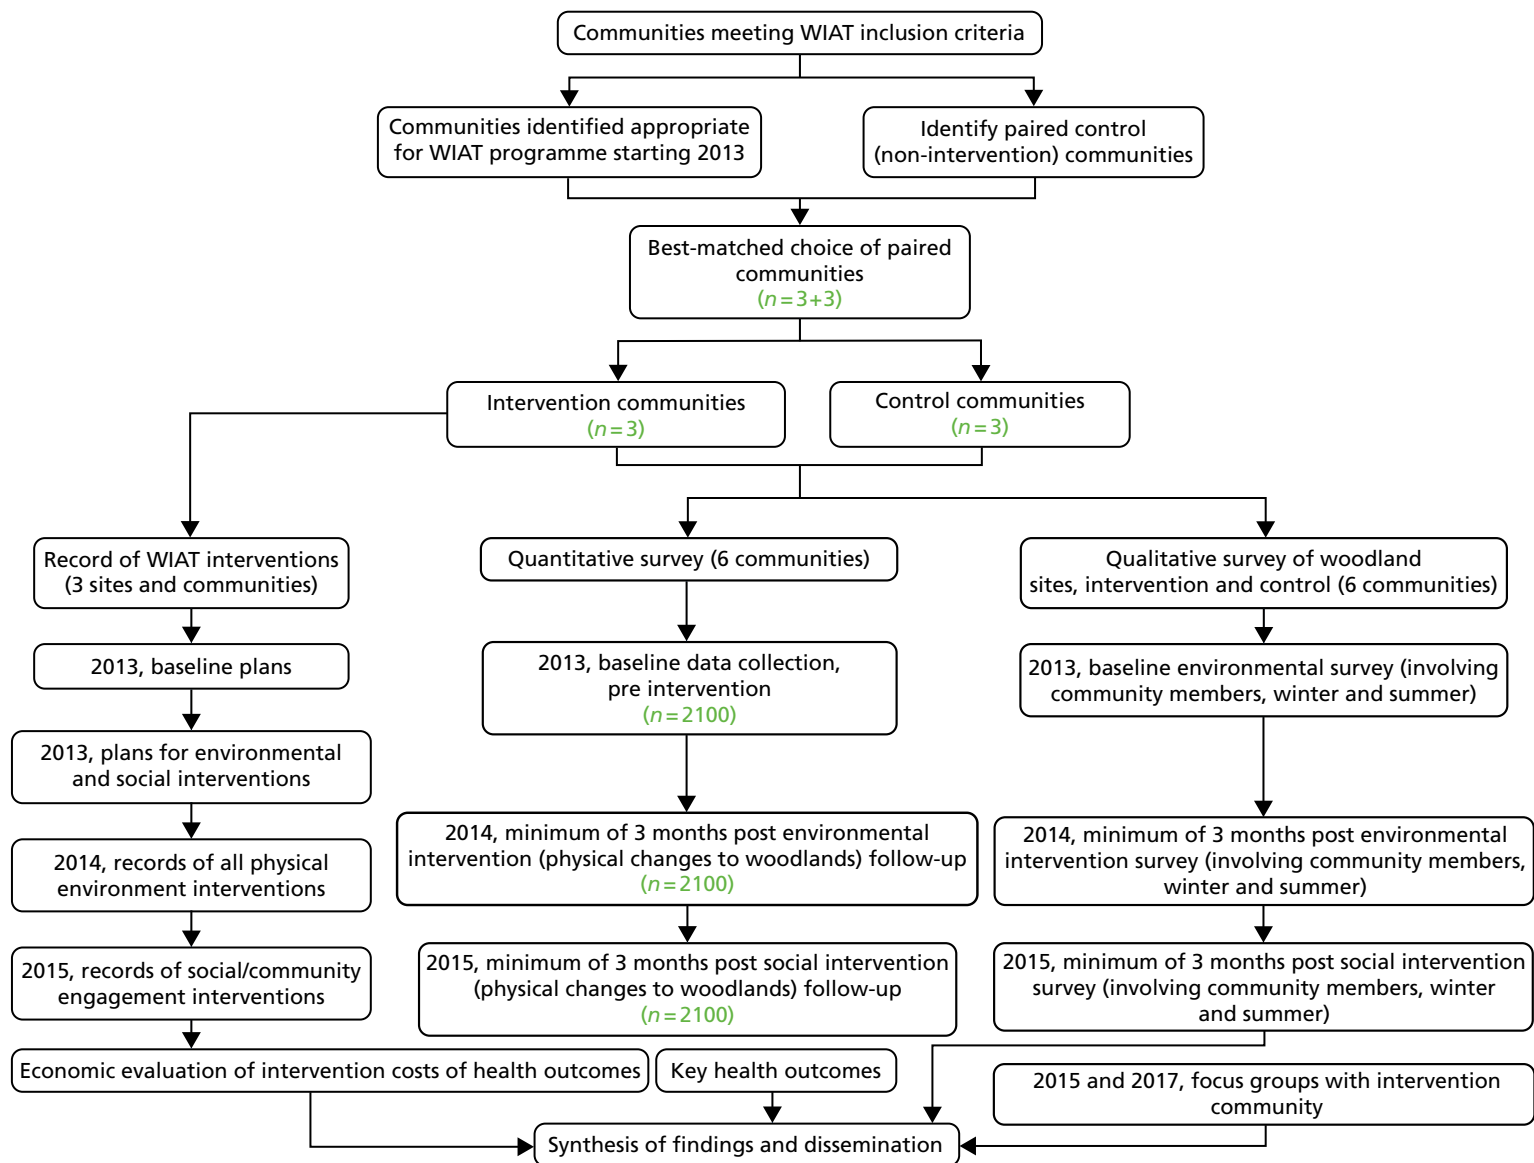 Communities meeting WIAT inclusion criteria
Communities identified appropriate
for WIAT programme starting 2013
Identify paired control
(non-intervention) communities
Best-matched choice of paired
communities
(n=3+3)
Intervention communities
(n=3)
Control communities
(n=3)
Record of WIAT interventions
(3 sites and communities)
2013, baseline plans
2013, plans for environmental
and social interventions
2014, records of all physical
environment interventions
2015, records of social/community
engagement interventions
Economic evaluation of intervention costs of health outcomes
Quantitative survey (6 communities)
2013, baseline data collection,
pre intervention
(n=2100)
2014, minimum of 3 months post environmental
intervention (physical changes to woodlands) follow-up
(n=2100)
2015, minimum of 3 months post social intervention
(physical changes to woodlands) follow-up
(n=2100)
Key health outcomes
Qualitative survey of woodland
sites, intervention and control (6 communities)
2013, baseline environmental survey (involving
community members, winter and summer)
2014, minimum of 3 months post environmental
intervention survey (involving community members,
winter and summer)
2015, minimum of 3 months post social intervention
survey (involving community members, winter
and summer)
2015 and 2017, focus groups with intervention
community
Synthesis of findings and dissemination